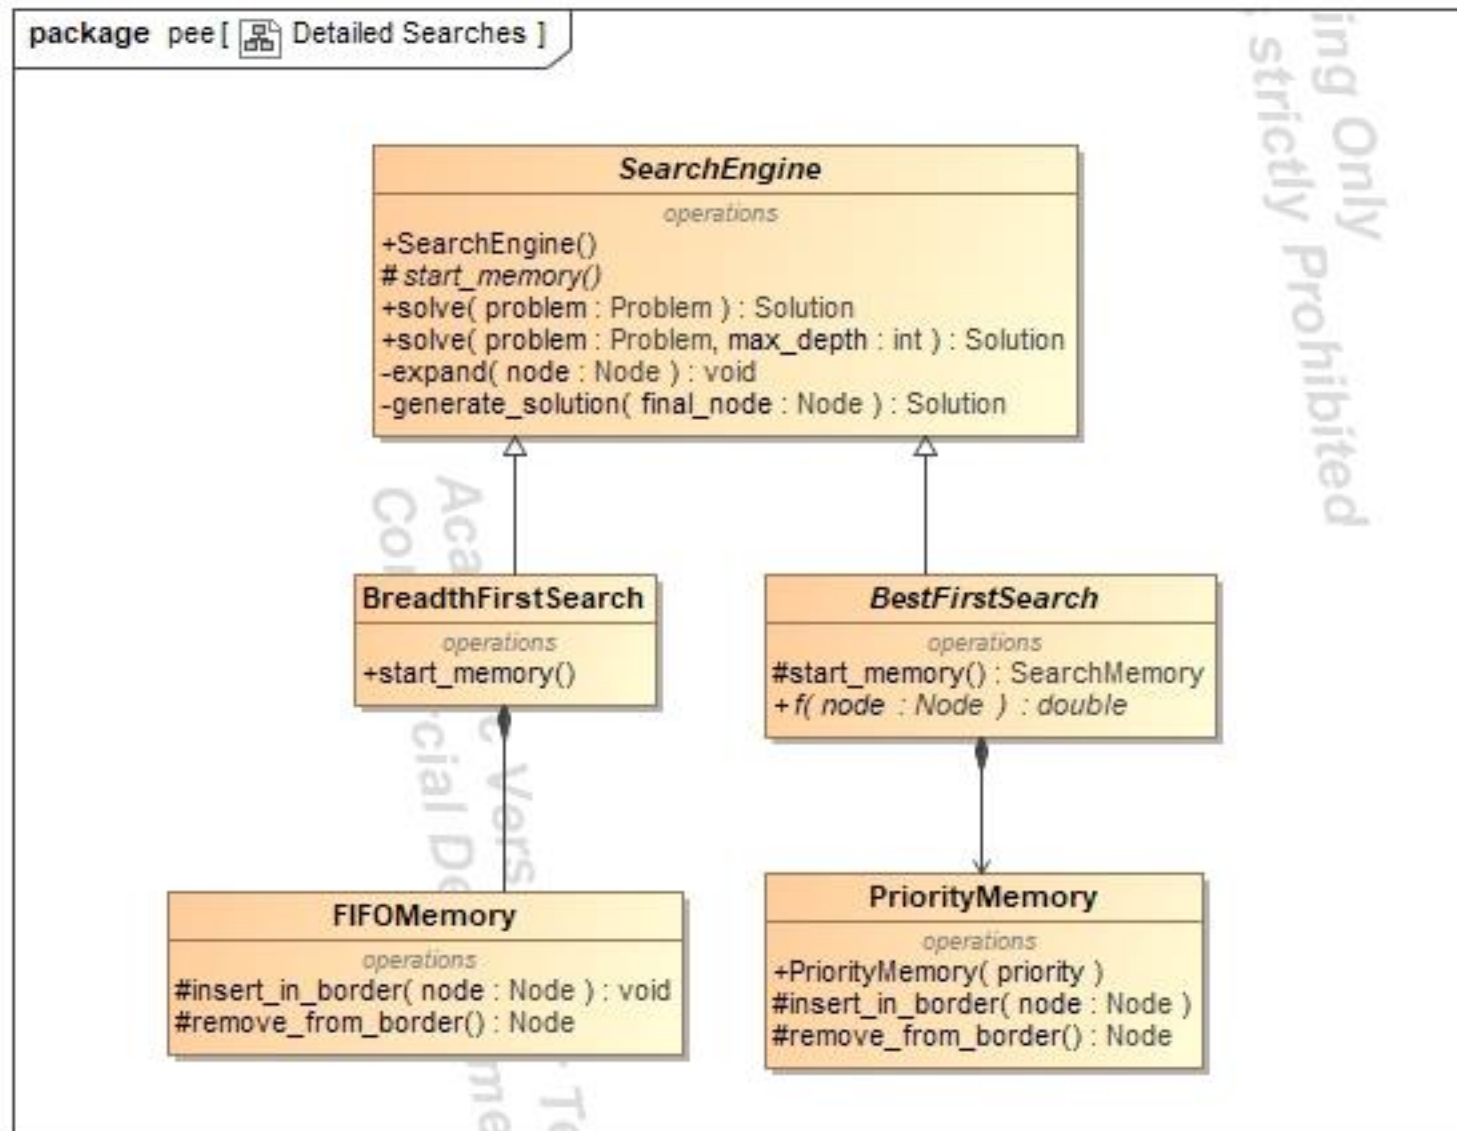 package pee [ Detailed Searches ]
ing Only
strictly Prohibited
SearchEngine
operations
+SearchEngine()
#start_memory()
+solve( problem : Problem ) : Solution
+solve( problem : Problem, max_depth : int ) : Solution
-expand( node : Node ) : void
-generate_solution( final_node : Node ) : Solution
BreadthFirstSearch
operations
+start_memory()
BestFirstSearch
operations
#start_memory() : SearchMemory
+f( node : Node ) : double
FIFOMemory
operations
#insert_in_border( node : Node ) : void
#remove_from_border() : Node
PriorityMemory
operations
+PriorityMemory( priority )
#insert_in_border( node : Node )
#remove_from_border() : Node